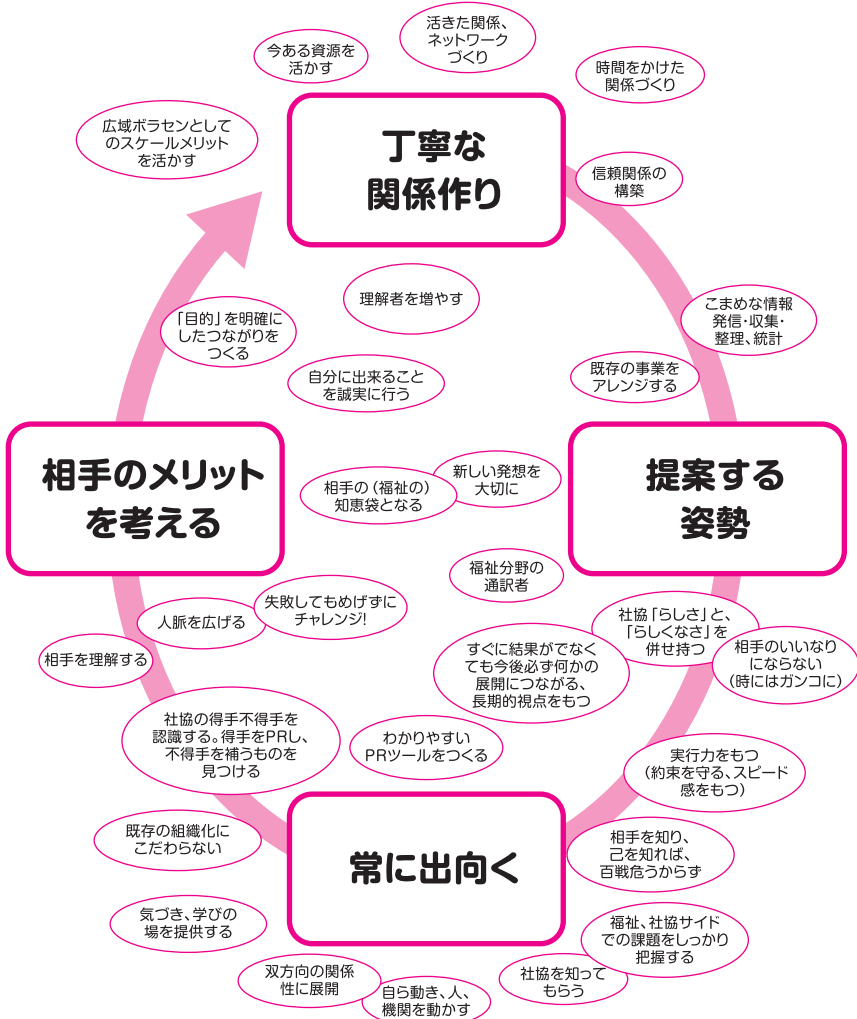 活きた関係、
ネットワーク
づくり
今ある資源を
活かす
時間をかけた
関係づくり
広域ボラセンとして
のスケールメリット
を活かす
丁寧な
関係作り
信頼関係の
構築
理解者を増やす
「目的」を明確に
したつながりを
つくる
こまめな情報
発信・収集・
整理、統計
自分に出来ること
を誠実に行う
既存の事業を
アレンジする
相手のメリット
を考える
相手の（福祉の）
知恵袋となる
新しい発想を
大切に
提案する
姿勢
福祉分野の
通訳者
失敗してもめげずに
チャレンジ!
人脈を広げる
相手を理解する
社協「らしさ」と、
「らしくなさ」を
併せ持つ
相手のいいなり
にならない
（時にはガンコに）
すぐに結果がでなく
ても今後必ず何かの
展開につながる、
長期的視点をもつ
社協の得手不得手を
認識する。得手をPRし、
不得手を補うものを
見つける
わかりやすい
PRツールをつくる
実行力をもつ
（約束を守る、スピード
感をもつ）
既存の組織化に
こだわらない
常に出向く
相手を知り、
己を知れば、
百戦危うからず
気づき、学びの
場を提供する
福祉、社協サイド
での課題をしっかり
把握する
双方向の関係
性に展開
自ら動き、人、
機関を動かす
社協を知って
もらう